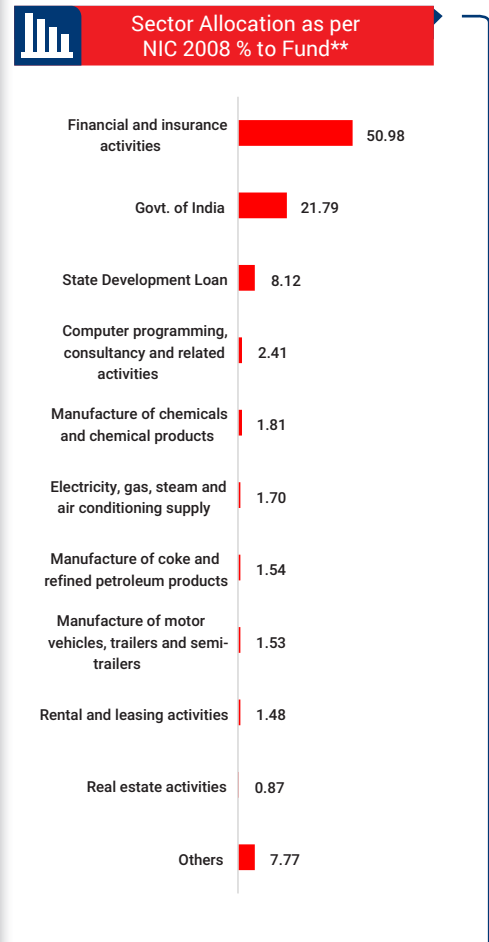 Sector Allocation as per
NIC 2008 % to Fund**
Financial and insurance
activities
50.98
Govt. of India
21.79
State Development Loan
8.12
Computer programming,
consultancy and related
activities
2.41
Manufacture of chemicals
and chemical products
1.81
Electricity, gas, steam and
air conditioning supply
1.70
Manufacture of coke and
refined petroleum products
1.54
Manufacture of motor
vehicles, trailers and semi-
trailers
1.53
Rental and leasing activities
1.48
Real estate activities
0.87
Others
7.77